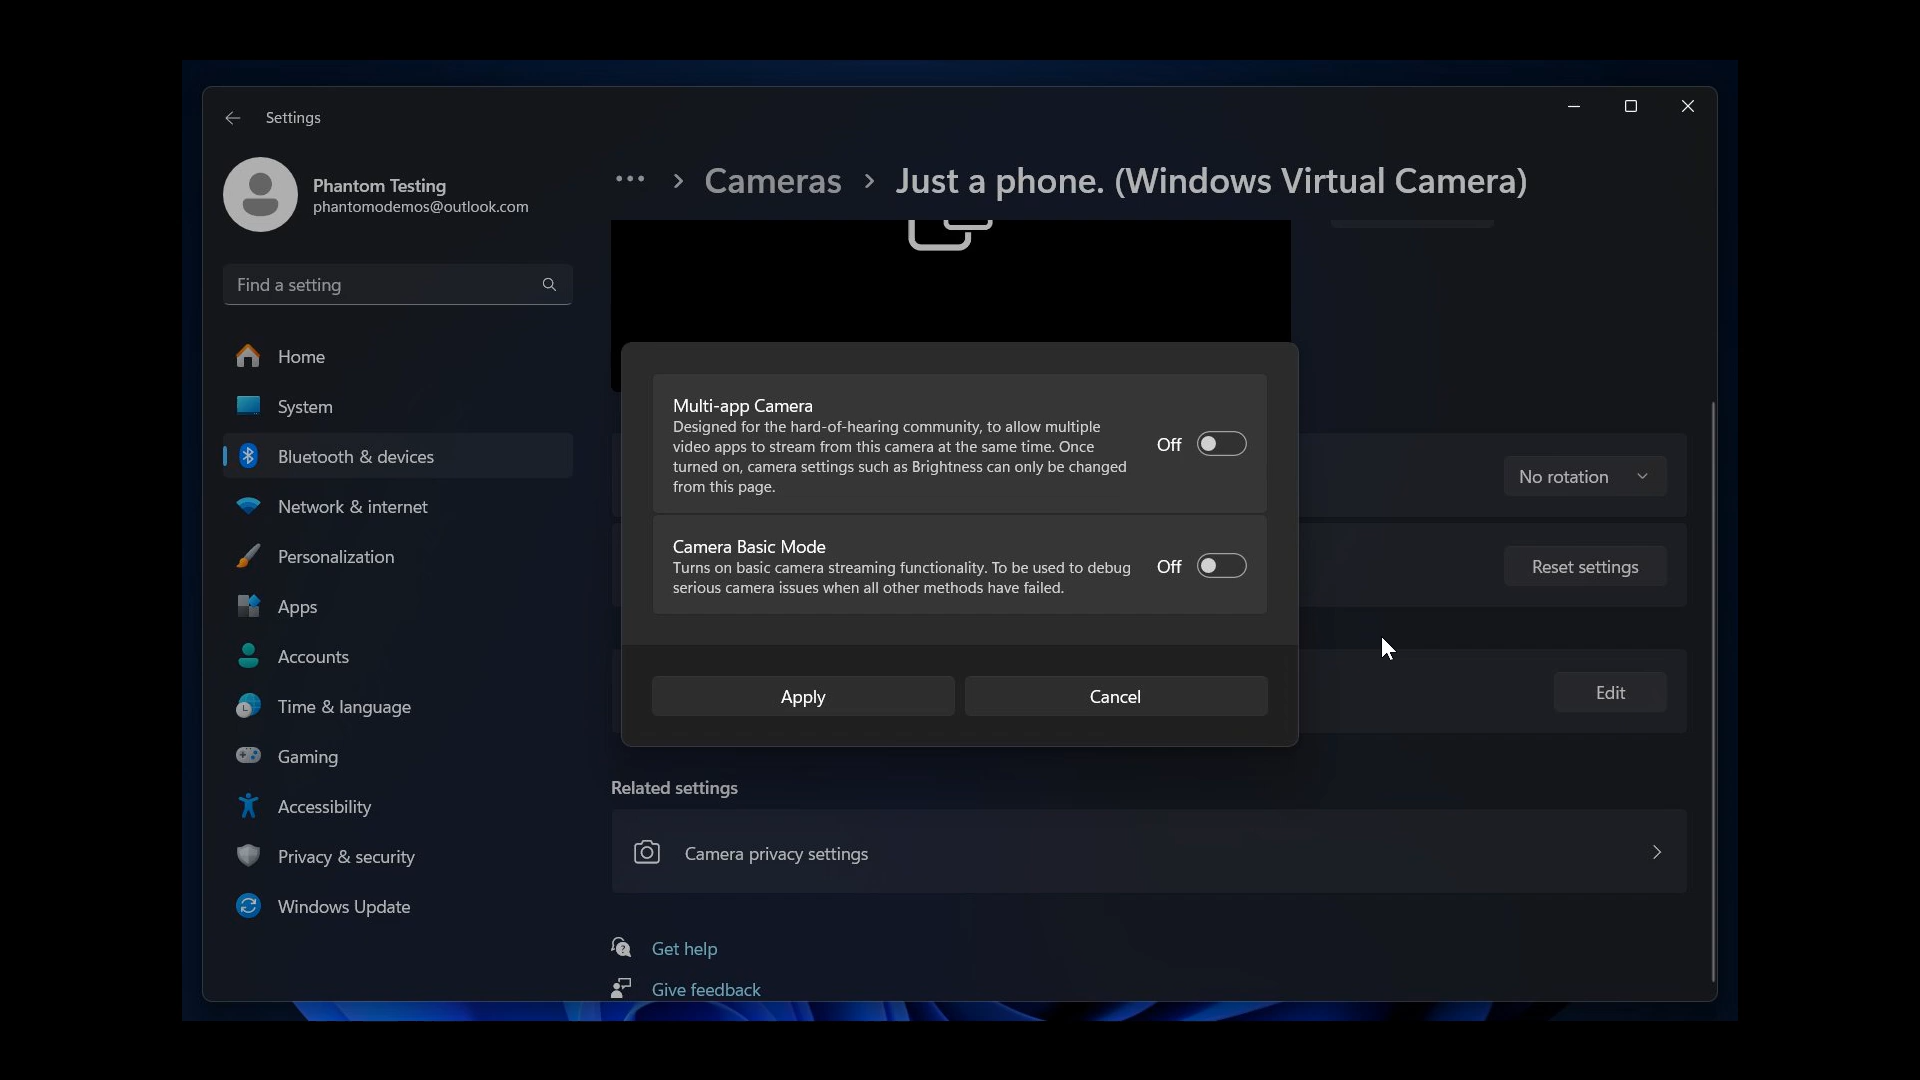 Settings
Phantom Testing
phantomodemos@outlook.com
Find a setting
Home
System
Bluetooth & devices
Network & internet
Personalization
Apps
Accounts
Time & language
Gaming
Accessibility
Privacy & security
Windows Update
··· > Cameras > Just a phone. (Windows Virtual Camera)
Multi-app Camera
Designed for the hard-of-hearing community, to allow multiple
video apps to stream from this camera at the same time. Once
turned on, camera settings such as Brightness can only be changed
from this page.
Off
Camera Basic Mode
Turns on basic camera streaming functionality. To be used to debug
serious camera issues when all other methods have failed.
Off
Apply
Cancel
No rotation
Reset settings
Edit
Related settings
Camera privacy settings
Get help
Give feedback